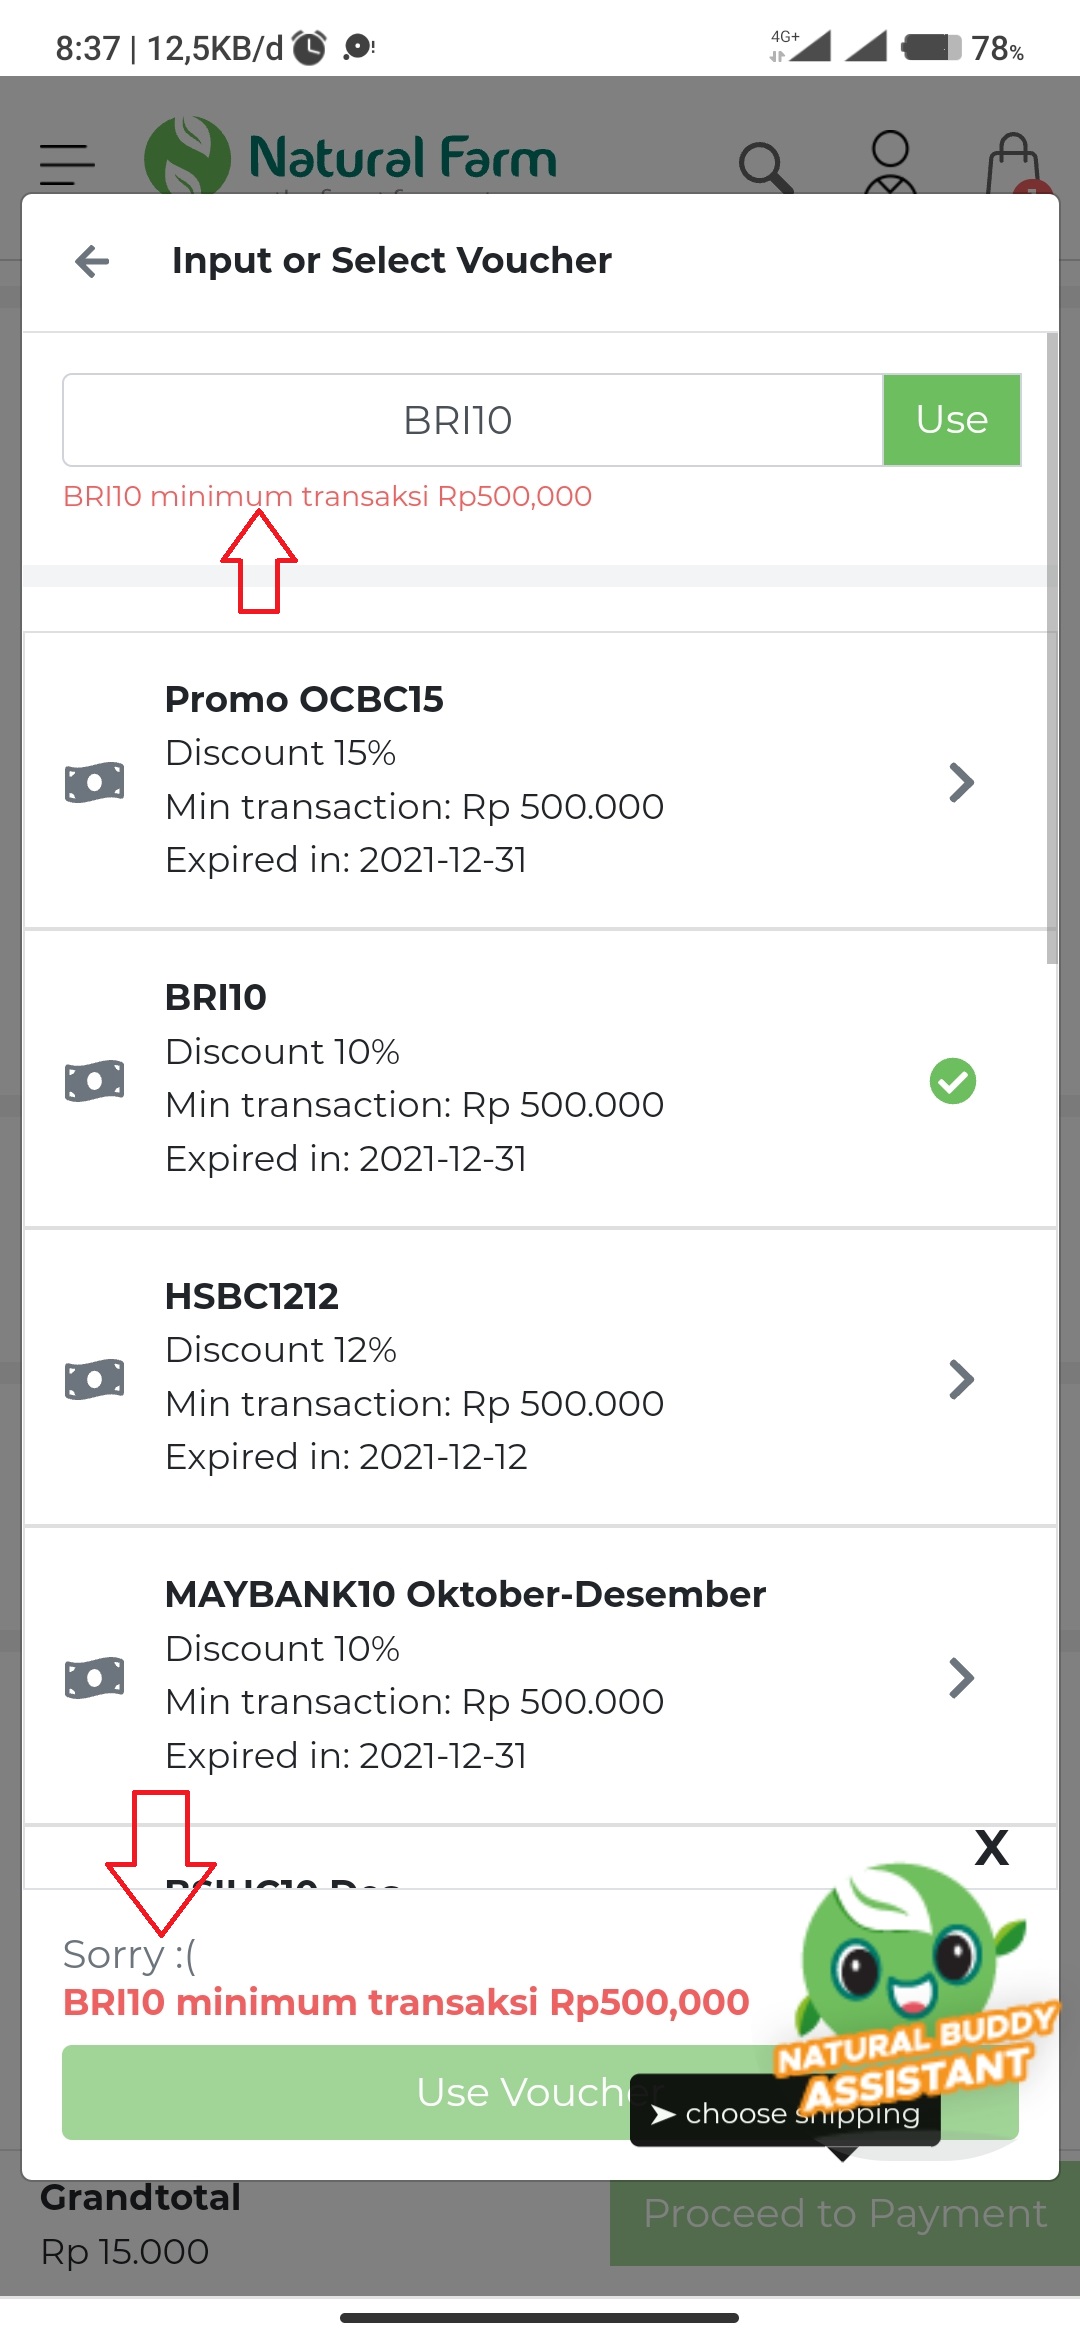 8:37 | 12,5KB/d
4G+
78%
Natural Farm
Input or Select Voucher
BRI10
Use
BRI10 minimum transaksi Rp500,000
Promo OCBC15
Discount 15%
Min transaction: Rp 500.000
Expired in: 2021-12-31
BRI10
Discount 10%
Min transaction: Rp 500.000
Expired in: 2021-12-31
HSBC1212
Discount 12%
Min transaction: Rp 500.000
Expired in: 2021-12-12
MAYBANK10 Oktober-Desember
Discount 10%
Min transaction: Rp 500.000
Expired in: 2021-12-31
X
Sorry :(
BRI10 minimum transaksi Rp500,000
NATURAL BUDDY
ASSISTANT
Use Voucher
choose shipping
Grandtotal
Rp 15.000
Proceed to Payment